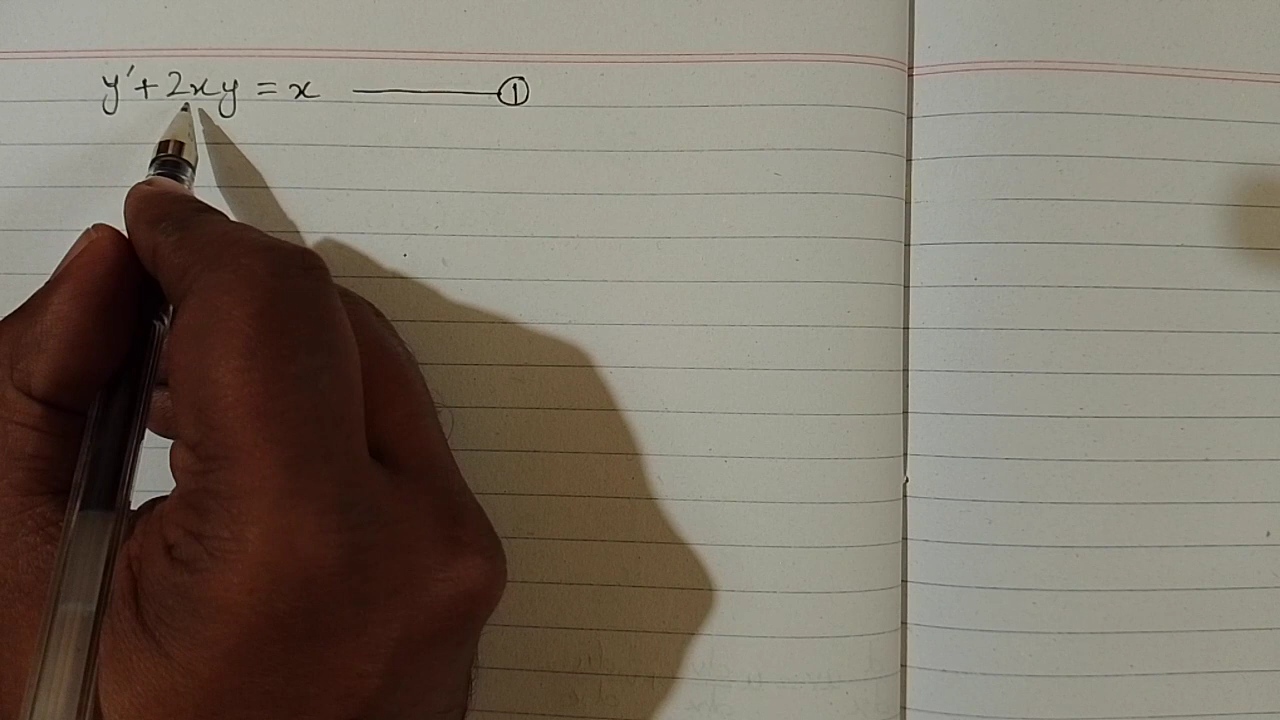 y′ + 2xy = x ——— ①